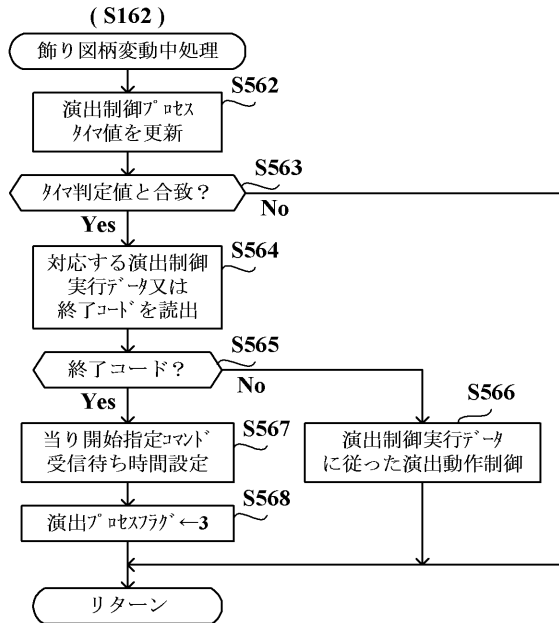 ( S162 )
飾り図柄変動中処理
S562
演出制御ﾌﾟﾛｾｽ
ﾀｲﾏ値を更新
S563
ﾀｲﾏ判定値と合致？
No
Yes
S564
対応する演出制御
実行ﾃﾞｰﾀ又は
終了ｺｰﾄﾞを読出
S565
終了コード？
No
Yes
S566
演出制御実行ﾃﾞｰﾀ
に従った演出動作制御
S567
当り開始指定ｺﾏﾝﾄﾞ
受信待ち時間設定
S568
演出ﾌﾟﾛｾｽﾌﾗｸﾞ←3
リターン